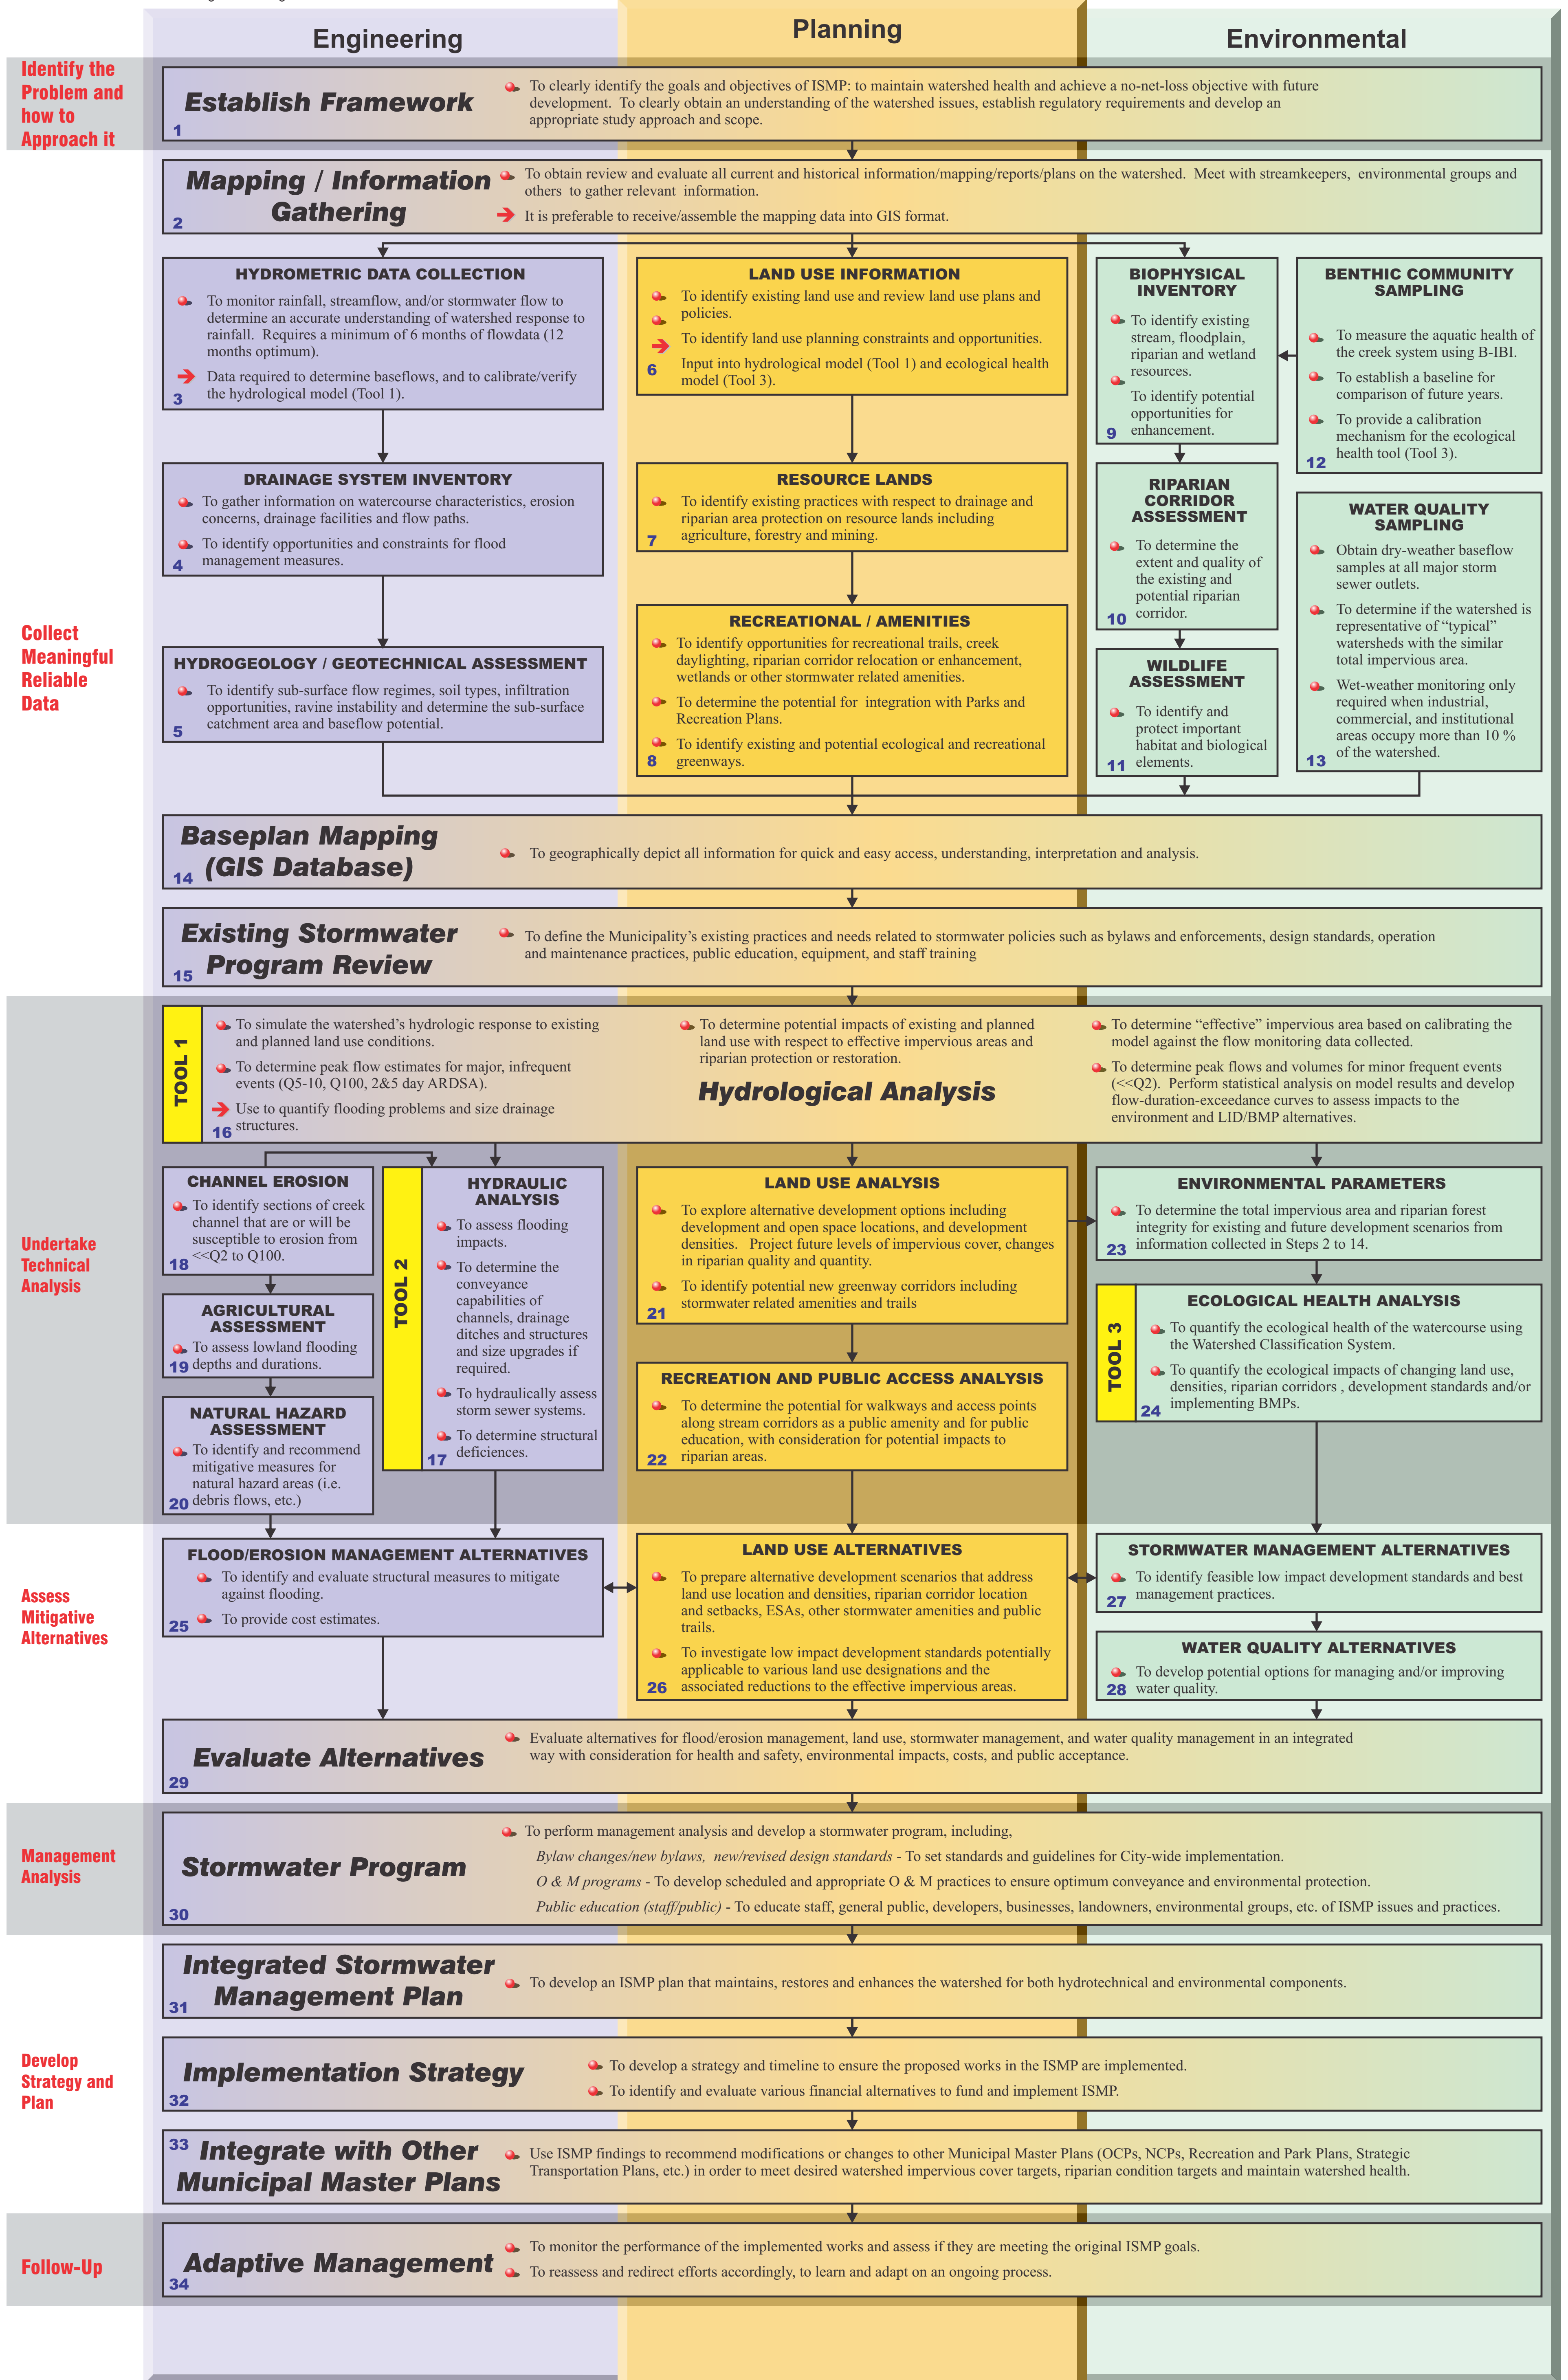 Engineering
Planning
Environmental
Identify the
Problem and
how to
Approach it
Establish Framework
1
To clearly identify the goals and objectives of ISMP: to maintain watershed health and achieve a no-net-loss objective with future
development.  To clearly obtain an understanding of the watershed issues, establish regulatory requirements and develop an
appropriate study approach and scope.
Mapping / Information
Gathering
2
To obtain review and evaluate all current and historical information/mapping/reports/plans on the watershed.  Meet with streamkeepers,  environmental groups and
others  to gather relevant  information.
It is preferable to receive/assemble the mapping data into GIS format.
Collect
Meaningful
Reliable
Data
HYDROMETRIC DATA COLLECTION
To monitor rainfall, streamflow, and/or stormwater flow to
determine an accurate understanding of watershed response to
rainfall.  Requires a minimum of 6 months of flowdata (12
months optimum).
Data required to determine baseflows, and to calibrate/verify
the hydrological model (Tool 1).
3
DRAINAGE SYSTEM INVENTORY
To gather information on watercourse characteristics, erosion
concerns, drainage facilities and flow paths.
To identify opportunities and constraints for flood
management measures.
4
HYDROGEOLOGY / GEOTECHNICAL ASSESSMENT
To identify sub-surface flow regimes, soil types, infiltration
opportunities, ravine instability and determine the sub-surface
catchment area and baseflow potential.
5
LAND USE INFORMATION
To identify existing land use and review land use plans and
policies.
To identify land use planning constraints and opportunities.
Input into hydrological model (Tool 1) and ecological health
model (Tool 3).
6
RESOURCE LANDS
To identify existing practices with respect to drainage and
riparian area protection on resource lands including
agriculture, forestry and mining.
7
RECREATIONAL / AMENITIES
To identify opportunities for recreational trails, creek
daylighting, riparian corridor relocation or enhancement,
wetlands or other stormwater related amenities.
To determine the potential for  integration with Parks and
Recreation Plans.
To identify existing and potential ecological and recreational
greenways.
8
BIOPHYSICAL
INVENTORY
To identify existing
stream, floodplain,
riparian and wetland
resources.
To identify potential
opportunities for
enhancement.
9
RIPARIAN
CORRIDOR
ASSESSMENT
To determine the
extent and quality of
the existing and
potential riparian
corridor.
10
WILDLIFE
ASSESSMENT
To identify and
protect important
habitat and biological
elements.
11
BENTHIC COMMUNITY
SAMPLING
To measure the aquatic health of
the creek system using B-IBI.
To establish a baseline for
comparison of future years.
To provide a calibration
mechanism for the ecological
health tool (Tool 3).
12
WATER QUALITY
SAMPLING
Obtain dry-weather baseflow
samples at all major storm
sewer outlets.
To determine if the watershed is
representative of “typical”
watersheds with the similar
total impervious area.
Wet-weather monitoring only
required when industrial,
commercial, and institutional
areas occupy more than 10 %
of the watershed.
13
Baseplan Mapping
(GIS Database)
14
To geographically depict all information for quick and easy access, understanding, interpretation and analysis.
Existing Stormwater
Program Review
15
To define the Municipality’s existing practices and needs related to stormwater policies such as bylaws and enforcements, design standards, operation
and maintenance practices, public education, equipment, and staff training
Undertake
Technical
Analysis
TOOL 1
To simulate the watershed’s hydrologic response to existing
and planned land use conditions.
To determine peak flow estimates for major, infrequent
events (Q5-10, Q100, 2&5 day ARDSA).
Use to quantify flooding problems and size drainage
structures.
16
To determine potential impacts of existing and planned
land use with respect to effective impervious areas and
riparian protection or restoration.
Hydrological Analysis
To determine “effective” impervious area based on calibrating the
model against the flow monitoring data collected.
To determine peak flows and volumes for minor frequent events
(<<Q2).  Perform statistical analysis on model results and develop
flow-duration-exceedance curves to assess impacts to the
environment and LID/BMP alternatives.
CHANNEL EROSION
To identify sections of creek
channel that are or will be
susceptible to erosion from
<<Q2 to Q100.
18
AGRICULTURAL
ASSESSMENT
To assess lowland flooding
depths and durations.
19
NATURAL HAZARD
ASSESSMENT
To identify and recommend
mitigative measures for
natural hazard areas (i.e.
debris flows, etc.)
20
TOOL 2
HYDRAULIC
ANALYSIS
To assess flooding
impacts.
To determine the
conveyance
capabilities of
channels, drainage
ditches and structures
and size upgrades if
required.
To hydraulically assess
storm sewer systems.
To determine structural
deficiences.
17
LAND USE ANALYSIS
To explore alternative development options including
development and open space locations, and development
densities.   Project future levels of impervious cover, changes
in riparian quality and quantity.
To identify potential new greenway corridors including
stormwater related amenities and trails
21
RECREATION AND PUBLIC ACCESS ANALYSIS
To determine the potential for walkways and access points
along stream corridors as a public amenity and for public
education, with consideration for potential impacts to
riparian areas.
22
ENVIRONMENTAL PARAMETERS
To determine the total impervious area and riparian forest
integrity for existing and future development scenarios from
information collected in Steps 2 to 14.
23
TOOL 3
ECOLOGICAL HEALTH ANALYSIS
To quantify the ecological health of the watercourse using
the Watershed Classification System.
To quantify the ecological impacts of changing land use,
densities, riparian corridors , development standards and/or
implementing BMPs.
24
Assess
Mitigative
Alternatives
FLOOD/EROSION MANAGEMENT ALTERNATIVES
To identify and evaluate structural measures to mitigate
against flooding.
To provide cost estimates.
25
LAND USE ALTERNATIVES
To prepare alternative development scenarios that address
land use location and densities, riparian corridor location
and setbacks, ESAs, other stormwater amenities and public
trails.
To investigate low impact development standards potentially
applicable to various land use designations and the
associated reductions to the effective impervious areas.
26
STORMWATER MANAGEMENT ALTERNATIVES
To identify feasible low impact development standards and best
management practices.
27
WATER QUALITY ALTERNATIVES
To develop potential options for managing and/or improving
water quality.
28
Evaluate Alternatives
29
Evaluate alternatives for flood/erosion management, land use, stormwater management, and water quality management in an integrated
way with consideration for health and safety, environmental impacts, costs, and public acceptance.
Management
Analysis
Stormwater Program
30
To perform management analysis and develop a stormwater program, including,
Bylaw changes/new bylaws,  new/revised design standards - To set standards and guidelines for City-wide implementation.
O & M programs - To develop scheduled and appropriate O & M practices to ensure optimum conveyance and environmental protection.
Public education (staff/public) - To educate staff, general public, developers, businesses, landowners, environmental groups, etc. of ISMP issues and practices.
Develop
Strategy and
Plan
Integrated Stormwater
Management Plan
31
To develop an ISMP plan that maintains, restores and enhances the watershed for both hydrotechnical and environmental components.
Implementation Strategy
32
To develop a strategy and timeline to ensure the proposed works in the ISMP are implemented.
To identify and evaluate various financial alternatives to fund and implement ISMP.
33
Integrate with Other
Municipal Master Plans
Use ISMP findings to recommend modifications or changes to other Municipal Master Plans (OCPs, NCPs, Recreation and Park Plans, Strategic
Transportation Plans, etc.) in order to meet desired watershed impervious cover targets, riparian condition targets and maintain watershed health.
Follow-Up
Adaptive Management
34
To monitor the performance of the implemented works and assess if they are meeting the original ISMP goals.
To reassess and redirect efforts accordingly, to learn and adapt on an ongoing process.